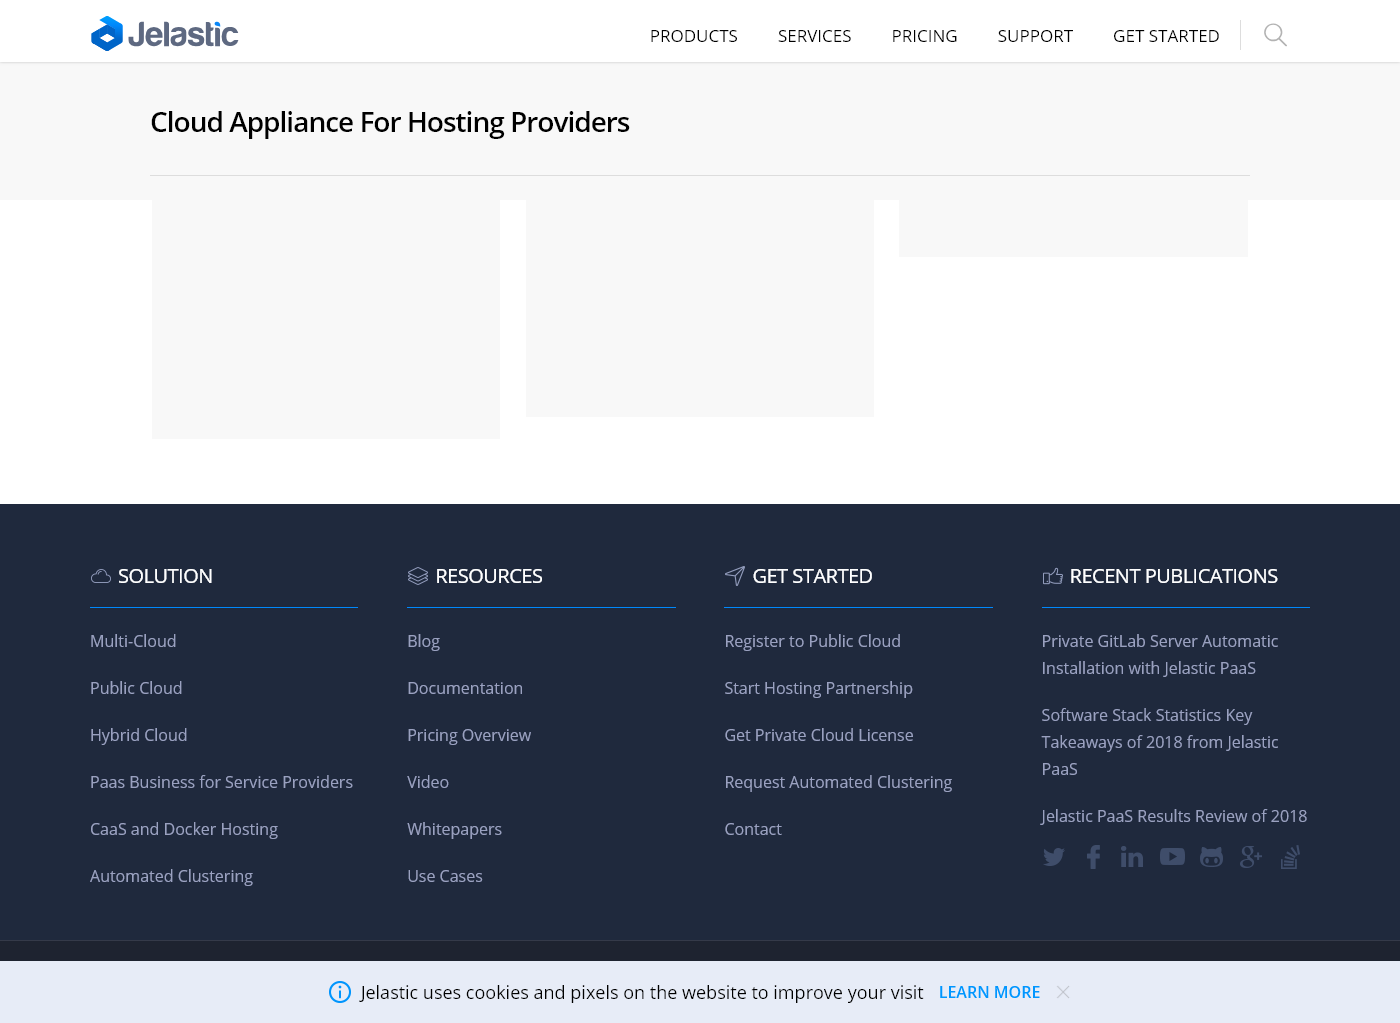 Jelastic
PRODUCTS SERVICES PRICING SUPPORT GET STARTED
Cloud Appliance For Hosting Providers
SOLUTION
Multi-Cloud
Public Cloud
Hybrid Cloud
Paas Business for Service Providers
CaaS and Docker Hosting
Automated Clustering
RESOURCES
Blog
Documentation
Pricing Overview
Video
Whitepapers
Use Cases
GET STARTED
Register to Public Cloud
Start Hosting Partnership
Get Private Cloud License
Request Automated Clustering
Contact
RECENT PUBLICATIONS
Private GitLab Server Automatic
Installation with Jelastic PaaS
Software Stack Statistics Key
Takeaways of 2018 from Jelastic
PaaS
Jelastic PaaS Results Review of 2018
Jelastic uses cookies and pixels on the website to improve your visit LEARN MORE